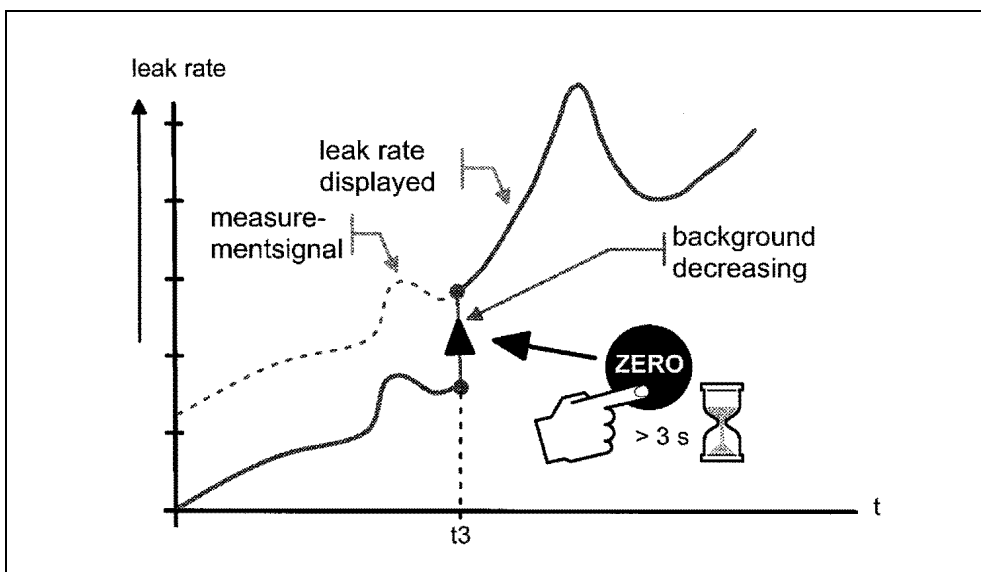 leak rate
leak rate
displayed
measure-
mentsignal
background
decreasing
ZERO
> 3 s
t
t3